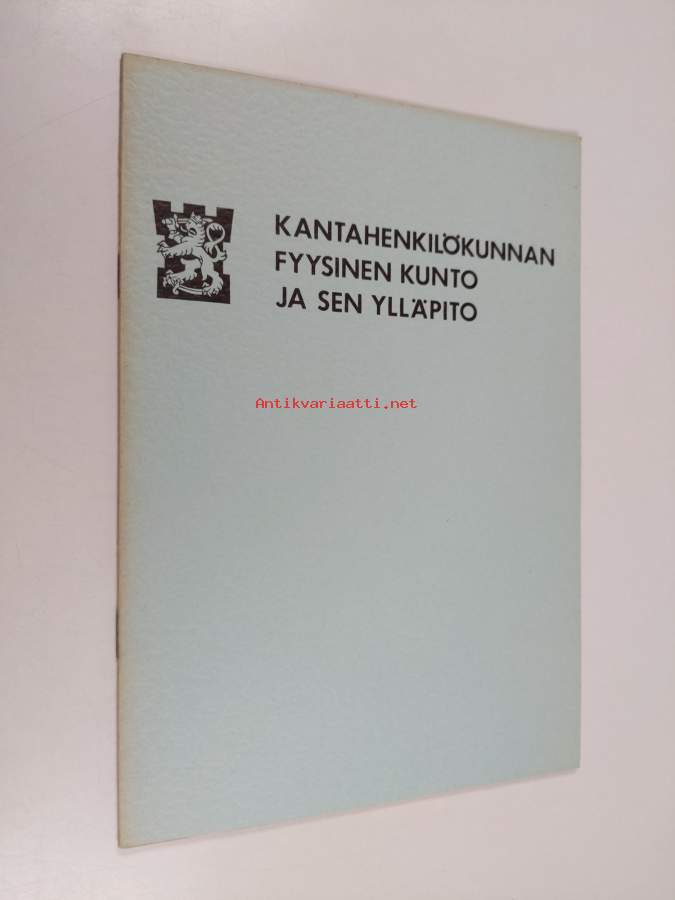 KANTAHENKILÖKUNNAN
FYYSINEN KUNTO
JA SEN YLLÄPITO
Antikvariaatti.net